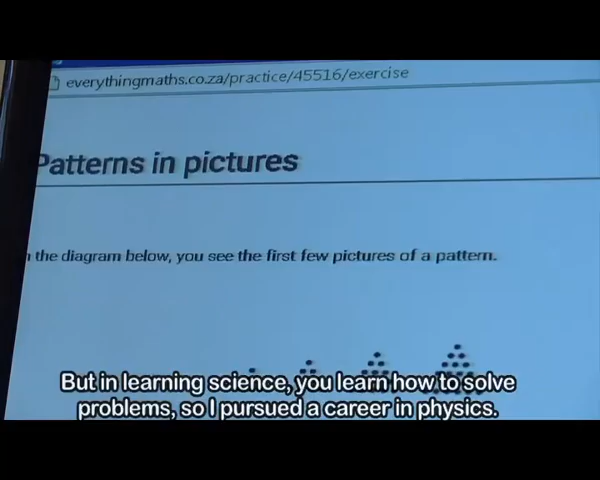 everythingmaths.co.za/practice/45516/exercise
Patterns in pictures
the diagram below, you see the first few pictures of a pattern.
But in learning science, you learn how to solve
problems, so I pursued a career in physics.